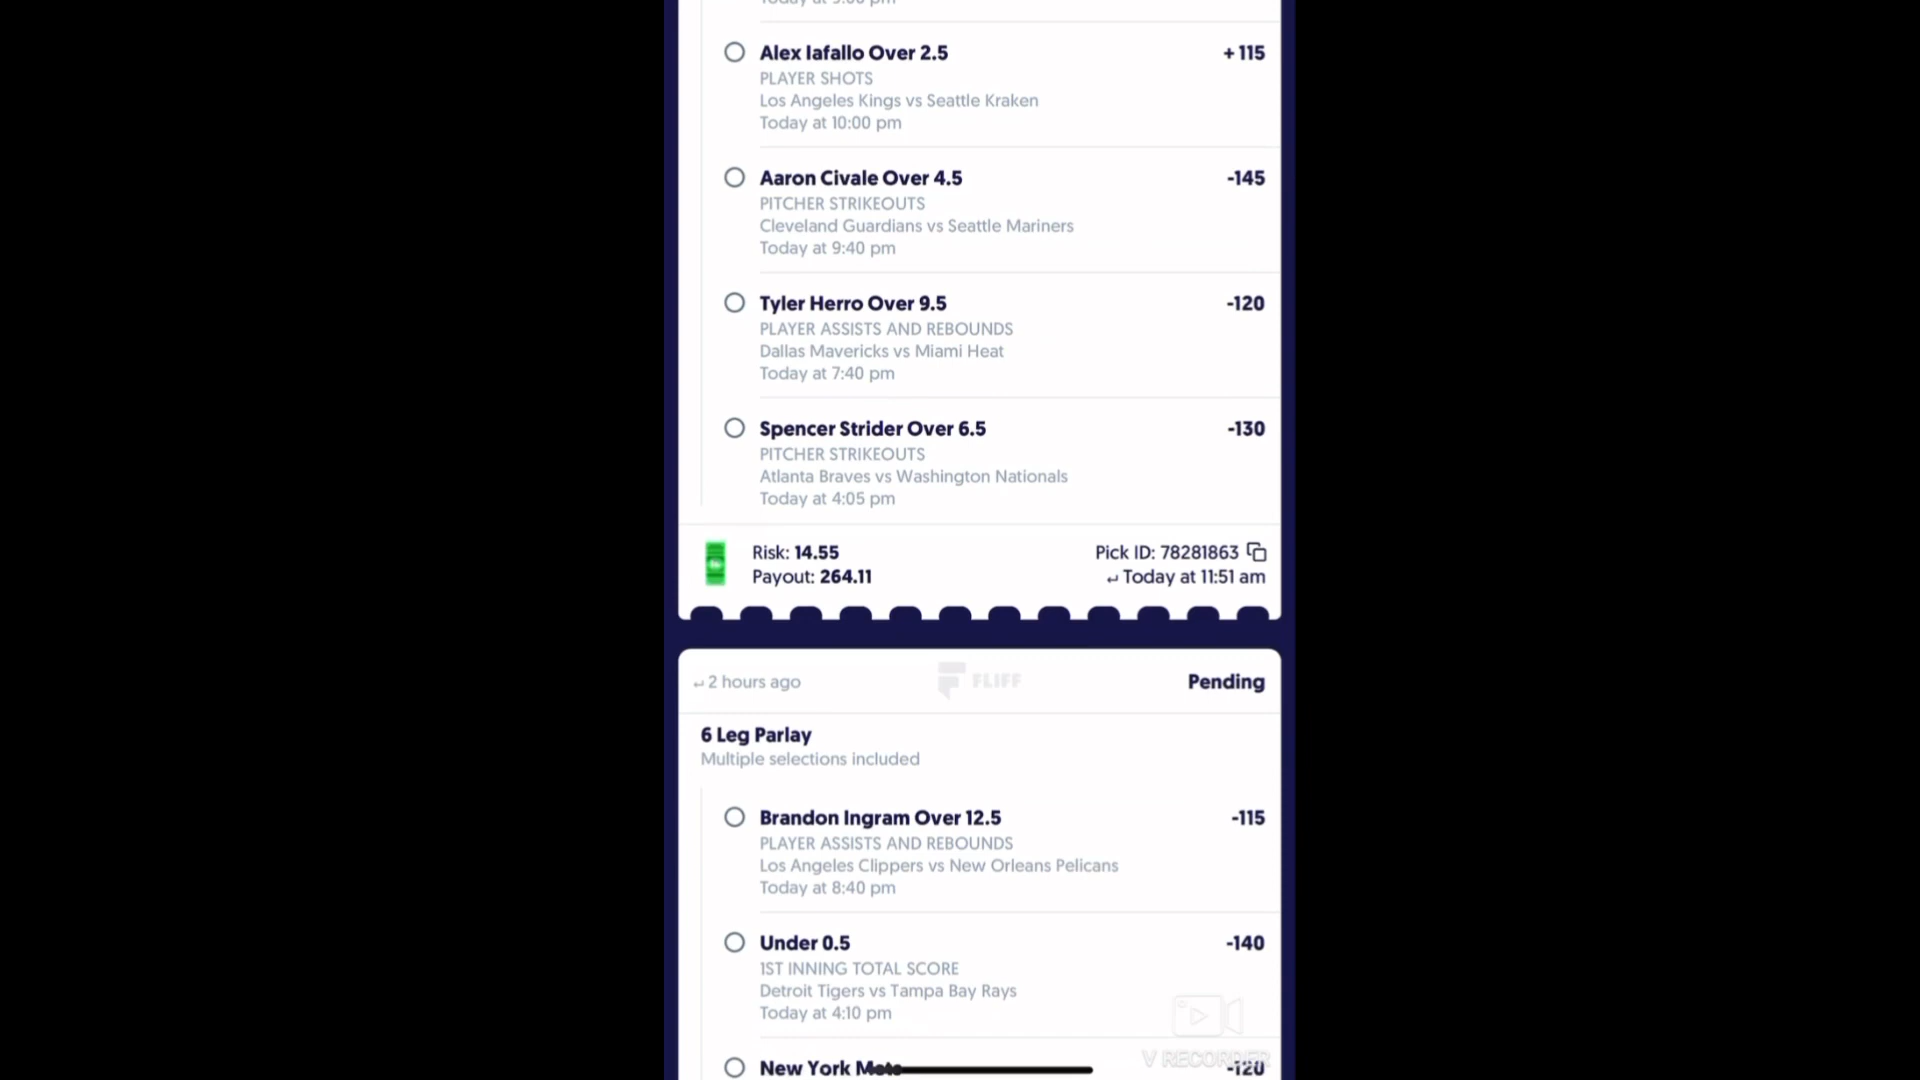 Today at 9:00 pm
Alex Iafallo Over 2.5 +115
PLAYER SHOTS
Los Angeles Kings vs Seattle Kraken
Today at 10:00 pm
Aaron Civale Over 4.5 -145
PITCHER STRIKEOUTS
Cleveland Guardians vs Seattle Mariners
Today at 9:40 pm
Tyler Herro Over 9.5 -120
PLAYER ASSISTS AND REBOUNDS
Dallas Mavericks vs Miami Heat
Today at 7:40 pm
Spencer Strider Over 6.5 -130
PITCHER STRIKEOUTS
Atlanta Braves vs Washington Nationals
Today at 4:05 pm
Risk: 14.55 Pick ID: 78281863
Payout: 264.11 Today at 11:51 am
2 hours ago FLIFF Pending
6 Leg Parlay
Multiple selections included
Brandon Ingram Over 12.5 -115
PLAYER ASSISTS AND REBOUNDS
Los Angeles Clippers vs New Orleans Pelicans
Today at 8:40 pm
Under 0.5 -140
1ST INNING TOTAL SCORE
Detroit Tigers vs Tampa Bay Rays
Today at 4:10 pm
V RECORDER
New York Mets -120